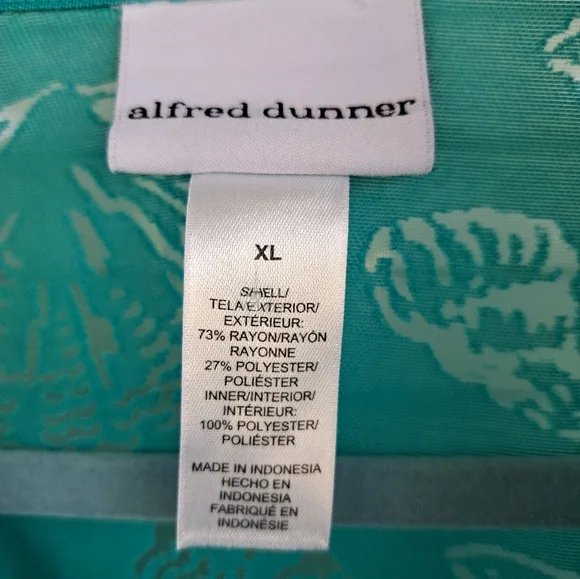 alfred dunner
XL
SHELL/
TELA EXTERIOR/
EXTÉRIEUR:
73% RAYON/RAYÓN
RAYONNE
27% POLYESTER/
POLIÉSTER
INNER/INTERIOR/
INTÉRIEUR:
100% POLYESTER/
POLIÉSTER
MADE IN INDONESIA
HECHO EN
INDONESIA
FABRIQUÉ EN
INDONÉSIE